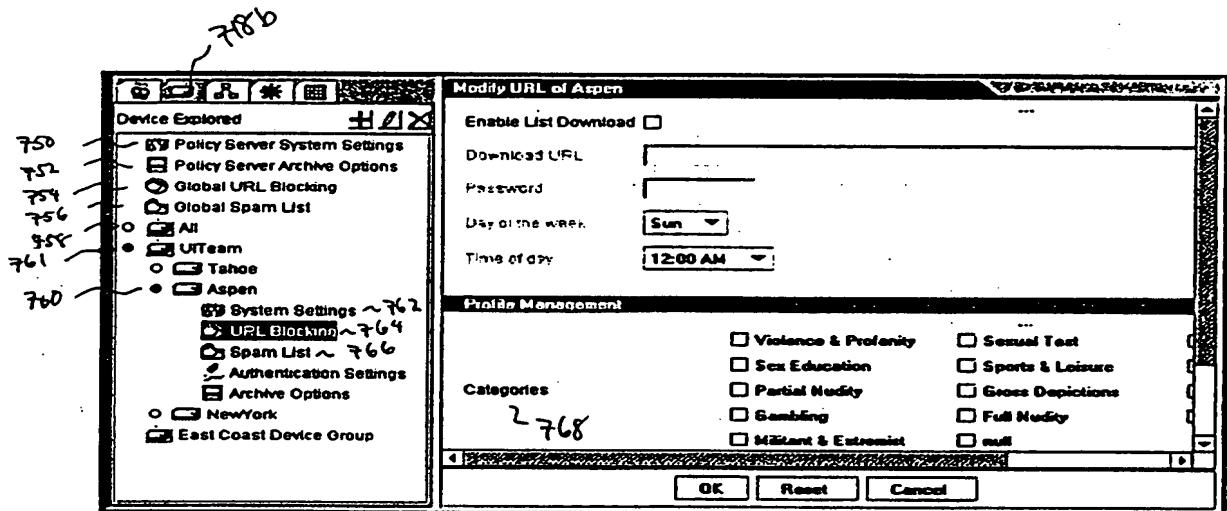 718b
Device Explored
750 Policy Server System Settings
752 Policy Server Archive Options
754 Global URL Blocking
756 Global Spam List
958 All
761 UITeam
Tahoe
760 Aspen
System Settings ~762
URL Blocking ~764
Spam List ~ 766
Authentication Settings
Archive Options
NewYork
East Coast Device Group
Modify URL of Aspen
...
Enable List Download
Download URL
Password
Day of the week Sun
Time of day 12:00 AM
Profile Management
...
Categories
768
Violence & Profanity Sexual Text
Sex Education Sports & Leisure
Partial Nudity Gross Depictions
Gambling Full Nudity
Militant & Extremist null
OK Reset Cancel